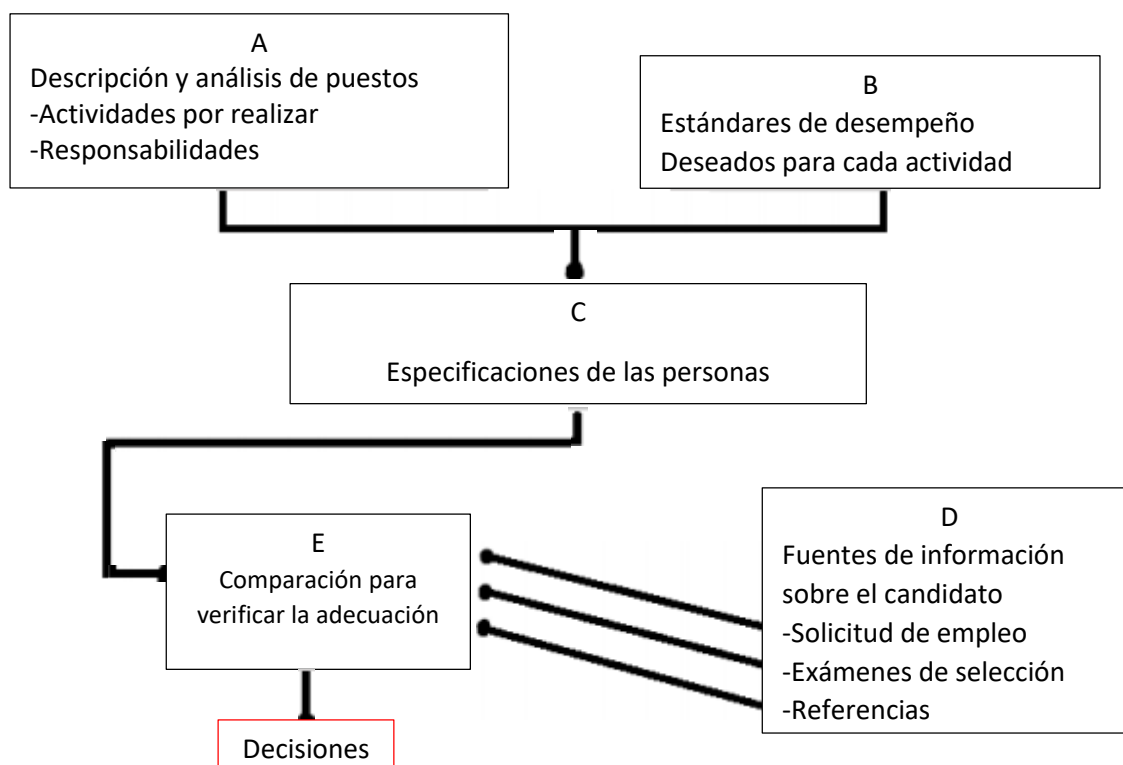 A
Descripción y análisis de puestos
-Actividades por realizar
-Responsabilidades
B
Estándares de desempeño
Deseados para cada actividad
C
Especificaciones de las personas
E
Comparación para
verificar la adecuación
D
Fuentes de información
sobre el candidato
-Solicitud de empleo
-Exámenes de selección
-Referencias
Decisiones